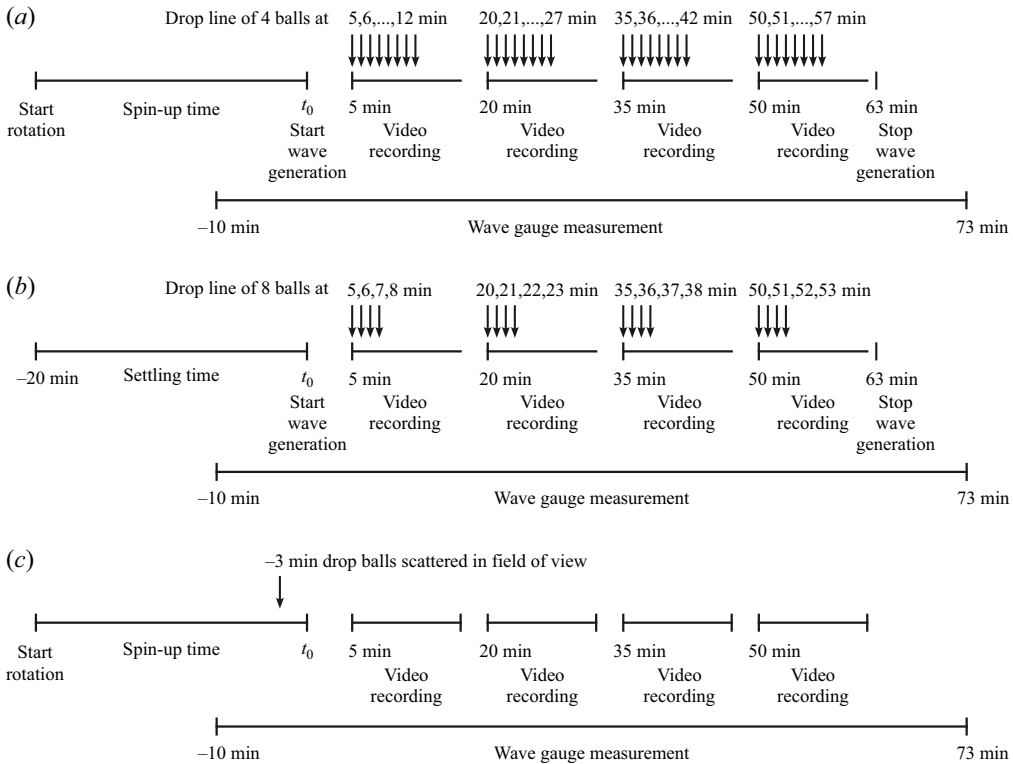 (a)
Drop line of 4 balls at 5,6,...,12 min 20,21,...,27 min 35,36,...,42 min 50,51,...,57 min
Start rotation
Spin-up time
t0
Start wave generation
5 min
Video recording
20 min
Video recording
35 min
Video recording
50 min
Video recording
63 min
Stop wave generation
–10 min
Wave gauge measurement
73 min
(b)
Drop line of 8 balls at 5,6,7,8 min 20,21,22,23 min 35,36,37,38 min 50,51,52,53 min
–20 min
Settling time
t0
Start wave generation
5 min
Video recording
20 min
Video recording
35 min
Video recording
50 min
Video recording
63 min
Stop wave generation
–10 min
Wave gauge measurement
73 min
(c)
–3 min drop balls scattered in field of view
Start rotation
Spin-up time
t0
5 min
Video recording
20 min
Video recording
35 min
Video recording
50 min
Video recording
–10 min
Wave gauge measurement
73 min